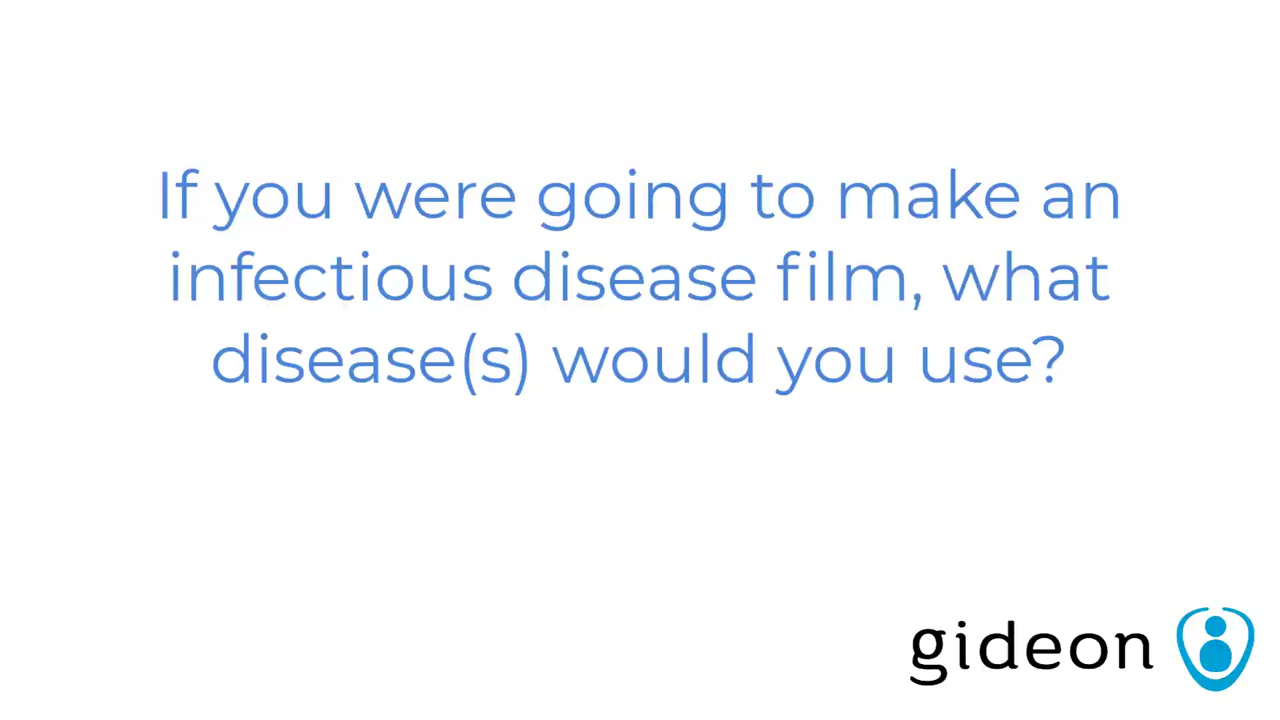 If you were going to make an
infectious disease film, what
disease(s) would you use?
gideon